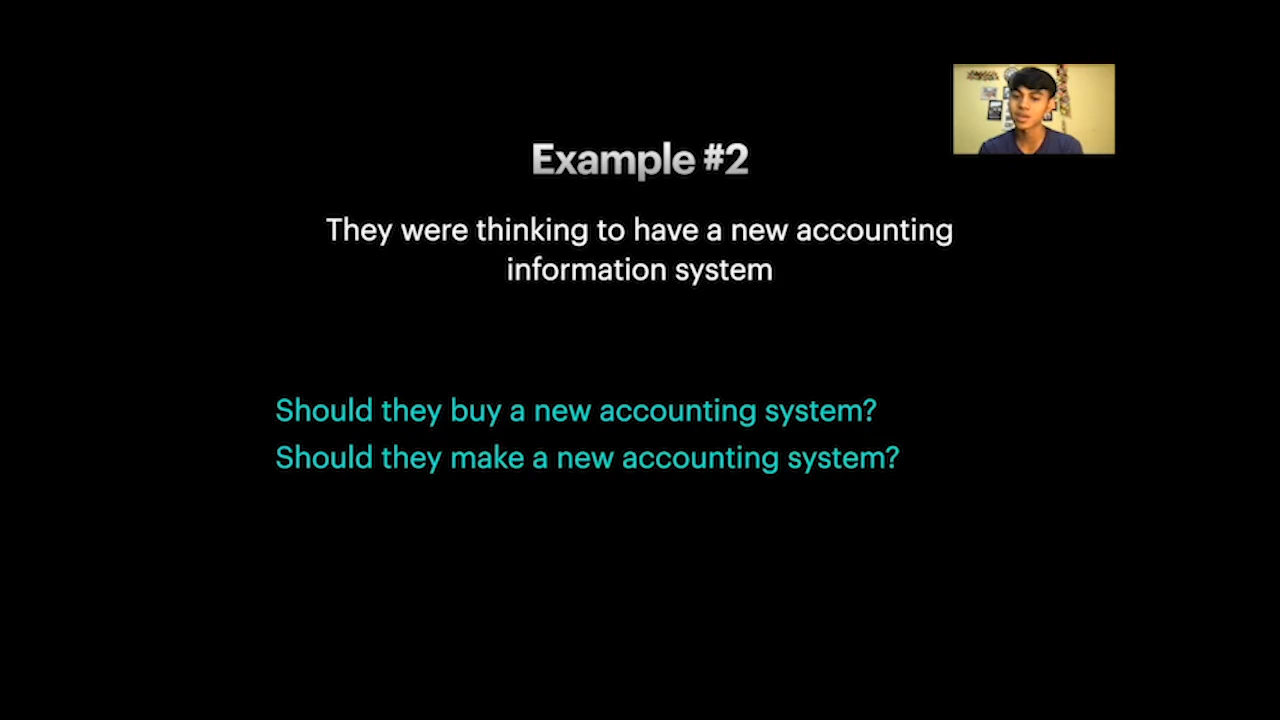 Example #2
They were thinking to have a new accounting
information system
Should they buy a new accounting system?
Should they make a new accounting system?